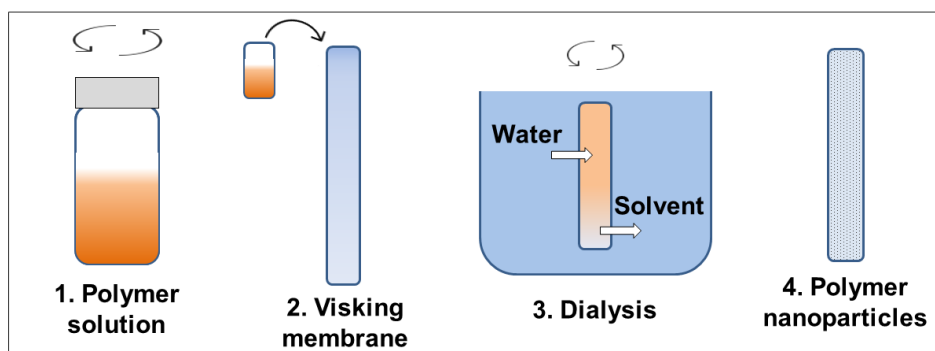 Water
Solvent
1. Polymer
solution
2. Visking
membrane
3. Dialysis
4. Polymer
nanoparticles